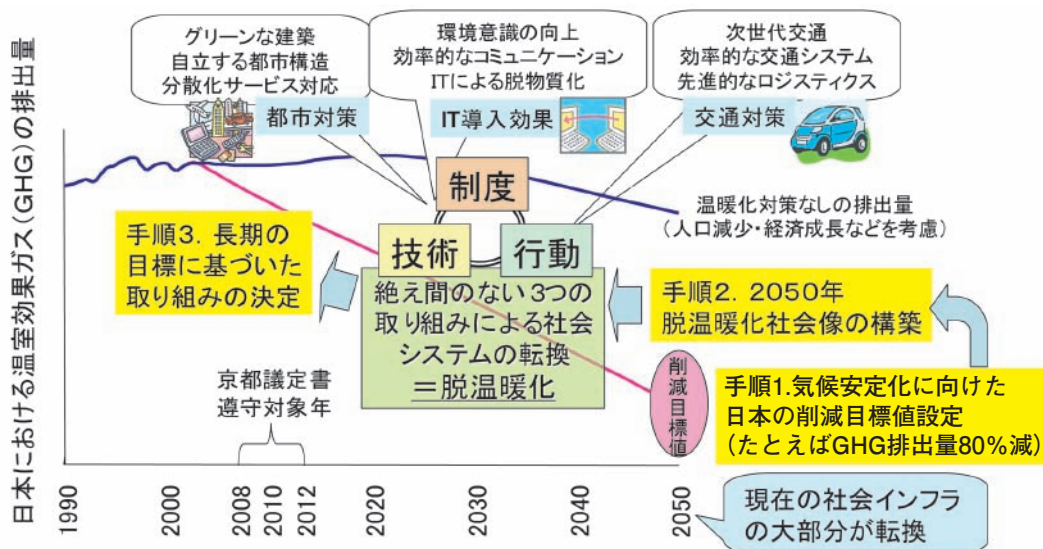 グリーンな建築
自立する都市構造
分散化サービス対応
環境意識の向上
効率的なコミュニケーション
ITによる脱物質化
次世代交通
効率的な交通システム
先進的なロジスティクス
都市対策
IT導入効果
交通対策
日本における温室効果ガス(GHG)の排出量
制度
技術
行動
温暖化対策なしの排出量
(人口減少・経済成長などを考慮)
手順3. 長期の
目標に基づいた
取り組みの決定
絶え間のない3つの
取り組みによる社会
システムの転換
=脱温暖化
手順2. 2050年
脱温暖化社会像の構築
削減目標値
手順1.気候安定化に向けた
日本の削減目標値設定
(たとえばGHG排出量80%減)
京都議定書
遵守対象年
1990
2000
2008
2010
2012
2020
2030
2040
2050
現在の社会インフラ
の大部分が転換